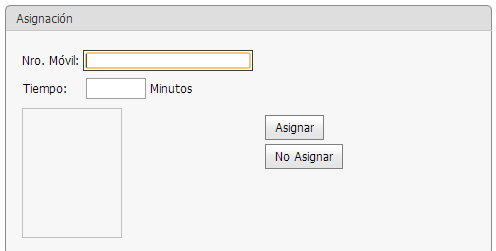 Asignación
Nro. Móvil:
Tiempo: Minutos
Asignar
No Asignar